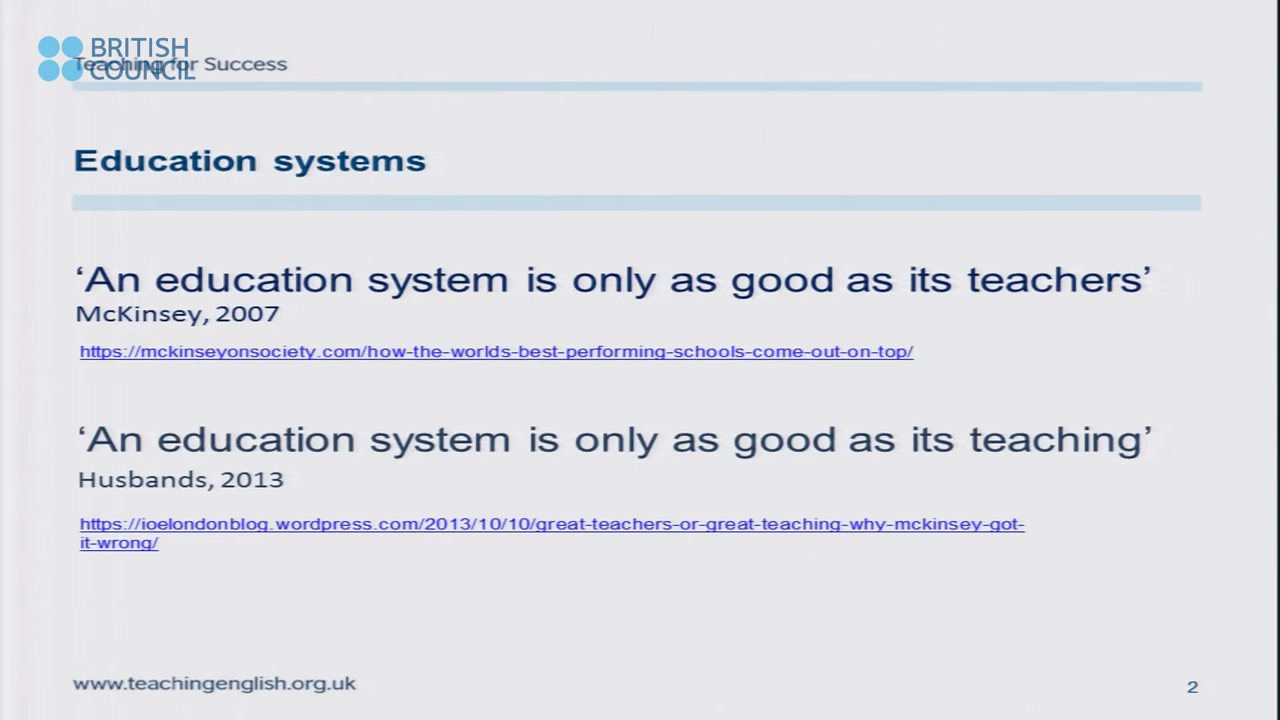 BRITISH
COUNCIL
Teaching for Success
Education systems
‘An education system is only as good as its teachers’
McKinsey, 2007
https://mckinseyonsociety.com/how-the-worlds-best-performing-schools-come-out-on-top/
‘An education system is only as good as its teaching’
Husbands, 2013
https://ioelondonblog.wordpress.com/2013/10/10/great-teachers-or-great-teaching-why-mckinsey-got-
it-wrong/
www.teachingenglish.org.uk
2